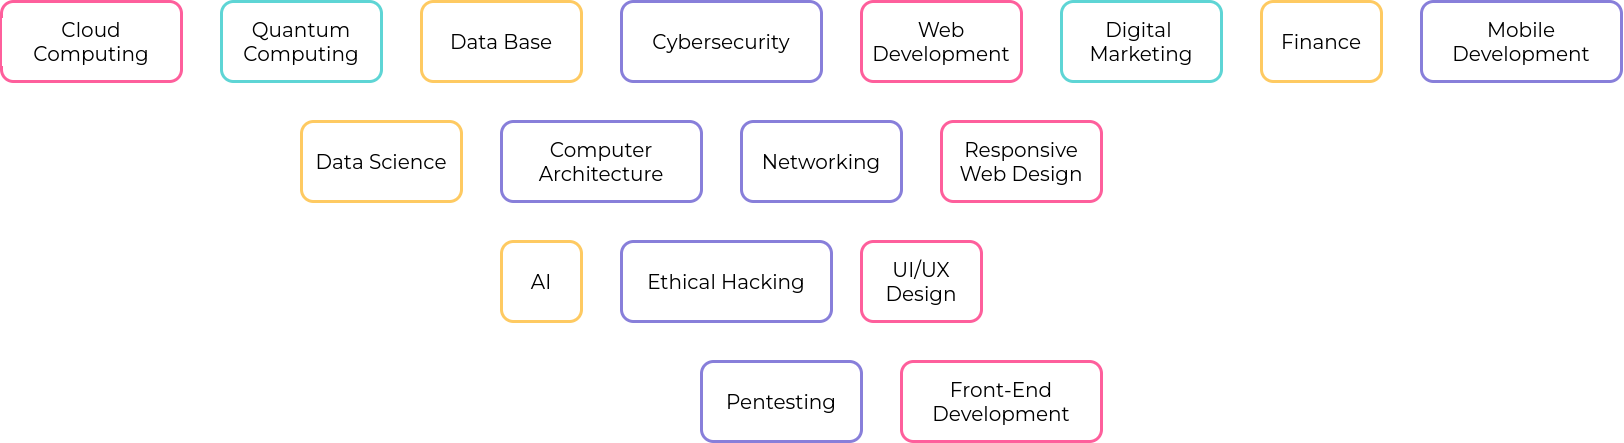 Cloud
Computing
Quantum
Computing
Data Base
Cybersecurity
Web
Development
Digital
Marketing
Finance
Mobile
Development
Data Science
Computer
Architecture
Networking
Responsive
Web Design
AI
Ethical Hacking
UI/UX
Design
Pentesting
Front-End
Development